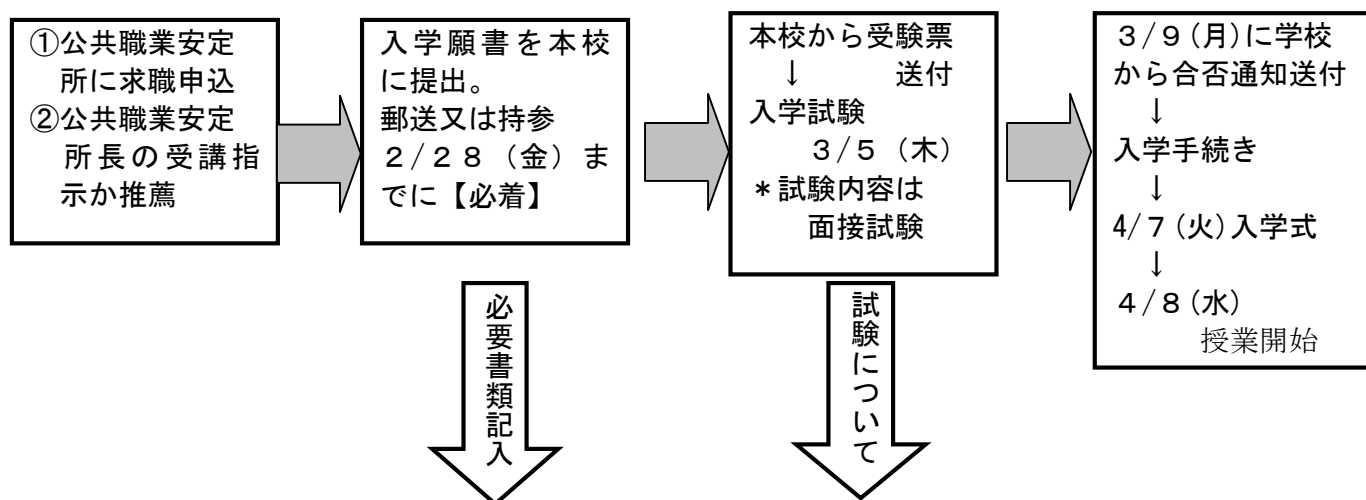 ①公共職業安定
所に求職申込
②公共職業安定
所長の受講指
示か推薦
入学願書を本校
に提出。
郵送又は持参
２/２８（金）ま
でに【必着】
本校から受験票
↓　　　送付
入学試験
３/５（木）
＊試験内容は
面接試験
３/９(月)に学校
から合否通知送付
↓
入学手続き
↓
4/７(火)入学式
↓
４/８(水)
授業開始
必要書類記入
試験について